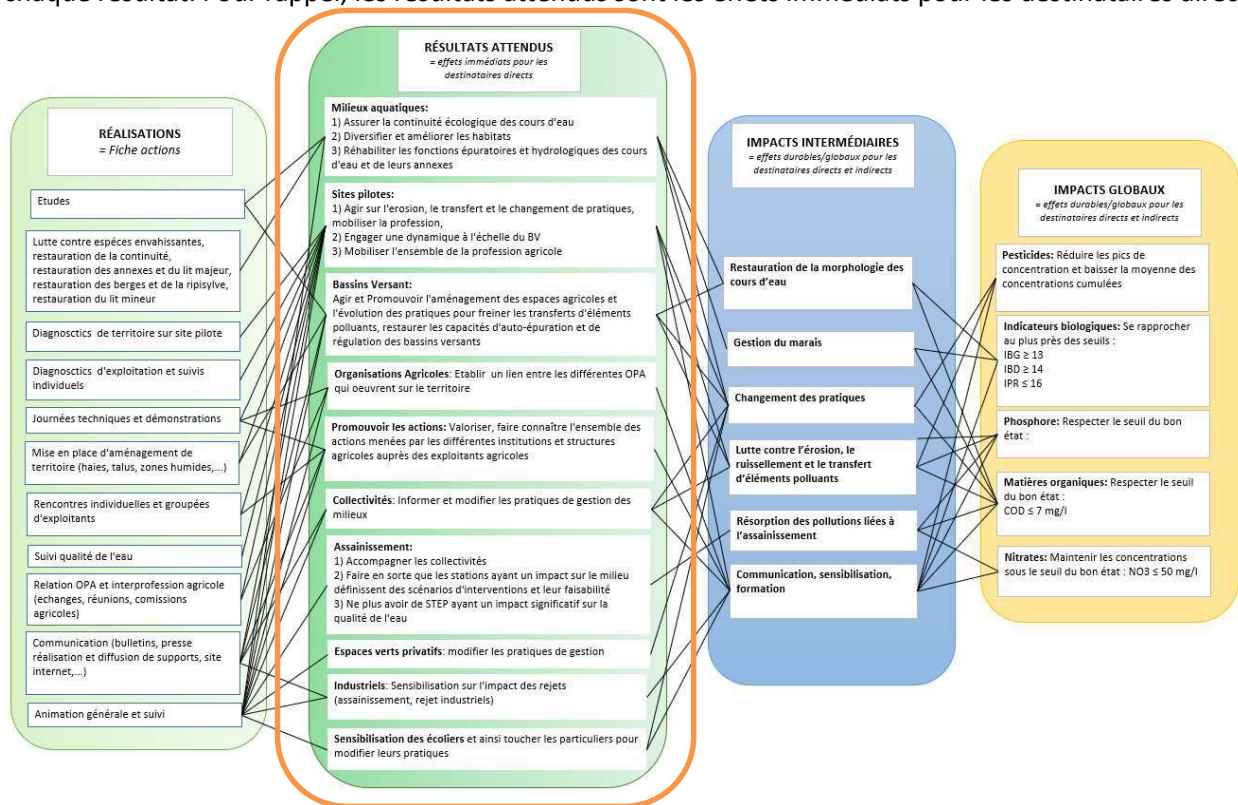 chaque résultat. Pour rappel, les résultats attendus sont les effets immédiats pour les destinataires direc
RÉALISATIONS
= Fiche actions
Etudes
Lutte contre espéces envahissantes,
restauration de la continuité,
restauration des annexes et du lit majeur,
restauration des berges et de la ripisylve,
restauration du lit mineur
Diagnosctics de territoire sur site pilote
Diagnosctics d'exploitation et suivis
individuels
Journées techniques et démonstrations
Mise en place d'aménagement de
territoire (haies, talus, zones humides,...)
Rencontres individuelles et groupées
d'exploitants
Suivi qualité de l'eau
Relation OPA et interprofession agricole
(echanges, réunions, comissions
agricoles)
Communication (bulletins, presse
réalisation et diffusion de supports, site
internet,...)
Animation générale et suivi
RÉSULTATS ATTENDUS
= effets immédiats pour les
destinataires directs
Milieux aquatiques:
1) Assurer la continuité écologique des cours d'eau
2) Diversifier et améliorer les habitats
3) Réhabiliter les fonctions épuratoires et hydrologiques des cours
d'eau et de leurs annexes
Sites pilotes:
1) Agir sur l'erosion, le transfert et le changement de pratiques,
mobiliser la profession,
2) Engager une dynamique à l'échelle du BV
3) Mobiliser l'ensemble de la profession agricole
Bassins Versant:
Agir et Promouvoir l'aménagement des espaces agricoles et
l'évolution des pratiques pour freiner les transferts d'éléments
polluants, restaurer les capacités d'auto-épuration et de
régulation des bassins versants
Organisations Agricoles: Etablir un lien entre les différentes OPA
qui oeuvrent sur le territoire
Promouvoir les actions: Valoriser, faire connaître l'ensemble des
actions menées par les différentes institutions et structures
agricoles auprès des exploitants agricoles
Collectivités: Informer et modifier les pratiques de gestion des
milieux
Assainissement:
1) Accompagner les collectivités
2) Faire en sorte que les stations ayant un impact sur le milieu
définissent des scénarios d'interventions et leur faisabilité
3) Ne plus avoir de STEP ayant un impact significatif sur la
qualité de l'eau
Espaces verts privatifs: modifier les pratiques de gestion
Industriels: Sensibilisation sur l'impact des rejets
(assainissement, rejet industriels)
Sensibilisation des écoliers et ainsi toucher les particuliers pour
modifier leurs pratiques
IMPACTS INTERMÉDIAIRES
= effets durables/globaux pour les
destinataires directs et indirects
Restauration de la morphologie des
cours d'eau
Gestion du marais
Changement des pratiques
Lutte contre l'érosion, le
ruissellement et le transfert
d'éléments polluants
Résorption des pollutions liées à
l'assainissement
Communication, sensibilisation,
formation
IMPACTS GLOBAUX
= effets durables/globaux pour les
destinataires directs et indirects
Pesticides: Réduire les pics de
concentration et baisser la moyenne des
concentrations cumulées
Indicateurs biologiques: Se rapprocher
au plus près des seuils :
IBG ≥ 13
IBD ≥ 14
IPR ≤ 16
Phosphore: Respecter le seuil du bon
état :
Matières organiques: Respecter le seuil
du bon état :
COD ≤ 7 mg/l
Nitrates: Maintenir les concentrations
sous le seuil du bon état : NO3 ≤ 50 mg/l